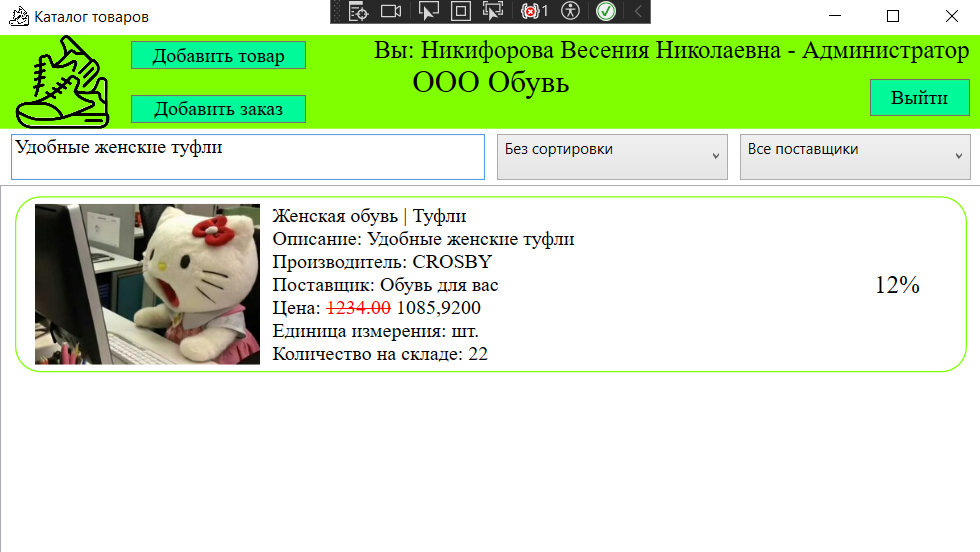 Каталог товаров
1
Добавить товар
Вы: Никифорова Весения Николаевна - Администратор
ООО Обувь
Добавить заказ
Выйти
Удобные женские туфли
Без сортировки
Все поставщики
Женская обувь | Туфли
Описание: Удобные женские туфли
Производитель: CROSBY
Поставщик: Обувь для вас
Цена: 1234.00 1085,9200
Единица измерения: шт.
Количество на складе: 22
12%